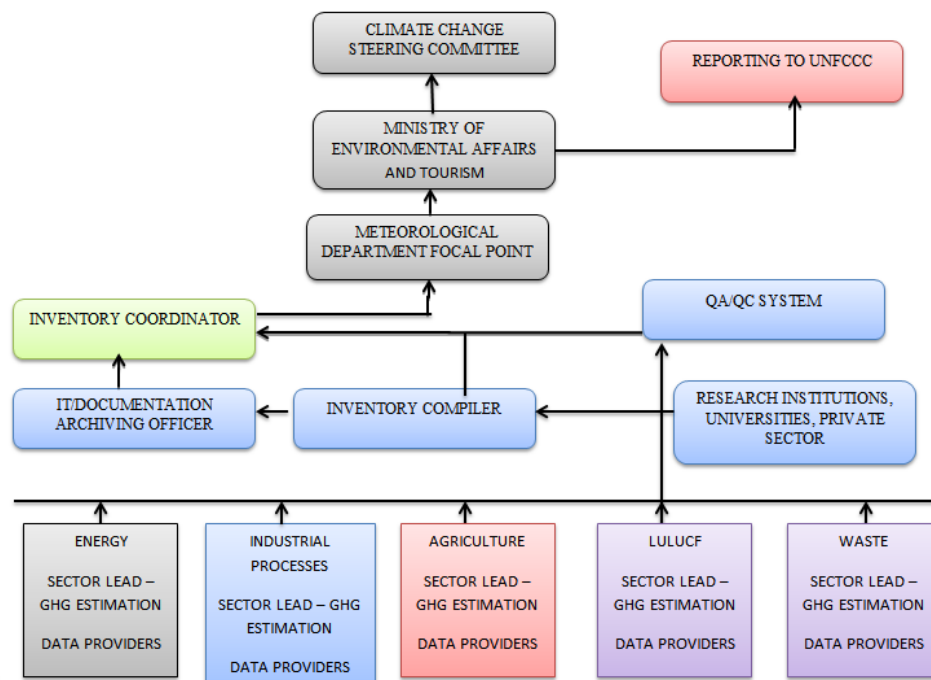 CLIMATE CHANGE
STEERING COMMITTEE
REPORTING TO UNFCCC
MINISTRY OF
ENVIRONMENTAL AFFAIRS
AND TOURISM
METEOROLOGICAL
DEPARTMENT FOCAL POINT
INVENTORY COORDINATOR
QA/QC SYSTEM
IT/DOCUMENTATION
ARCHIVING OFFICER
INVENTORY COMPILER
RESEARCH INSTITUTIONS,
UNIVERSITIES, PRIVATE
SECTOR
ENERGY
SECTOR LEAD –
GHG ESTIMATION
DATA PROVIDERS
INDUSTRIAL
PROCESSES
SECTOR LEAD – GHG
ESTIMATION
DATA PROVIDERS
AGRICULTURE
SECTOR LEAD –
GHG ESTIMATION
DATA PROVIDERS
LULUCF
SECTOR LEAD –
GHG ESTIMATION
DATA PROVIDERS
WASTE
SECTOR LEAD –
GHG ESTIMATION
DATA PROVIDERS